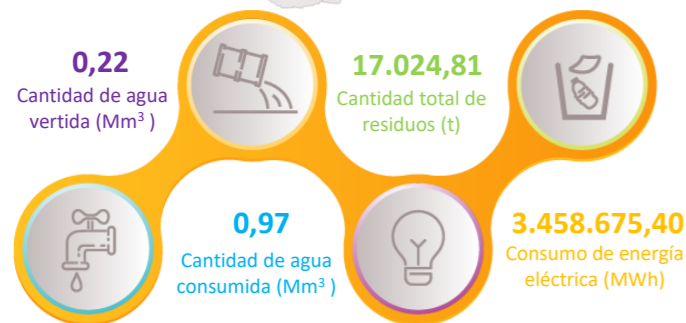 0,22
Cantidad de agua
vertida (Mm³ )
17.024,81
Cantidad total de
residuos (t)
0,97
Cantidad de agua
consumida (Mm³ )
3.458.675,40
Consumo de energía
eléctrica (MWh)